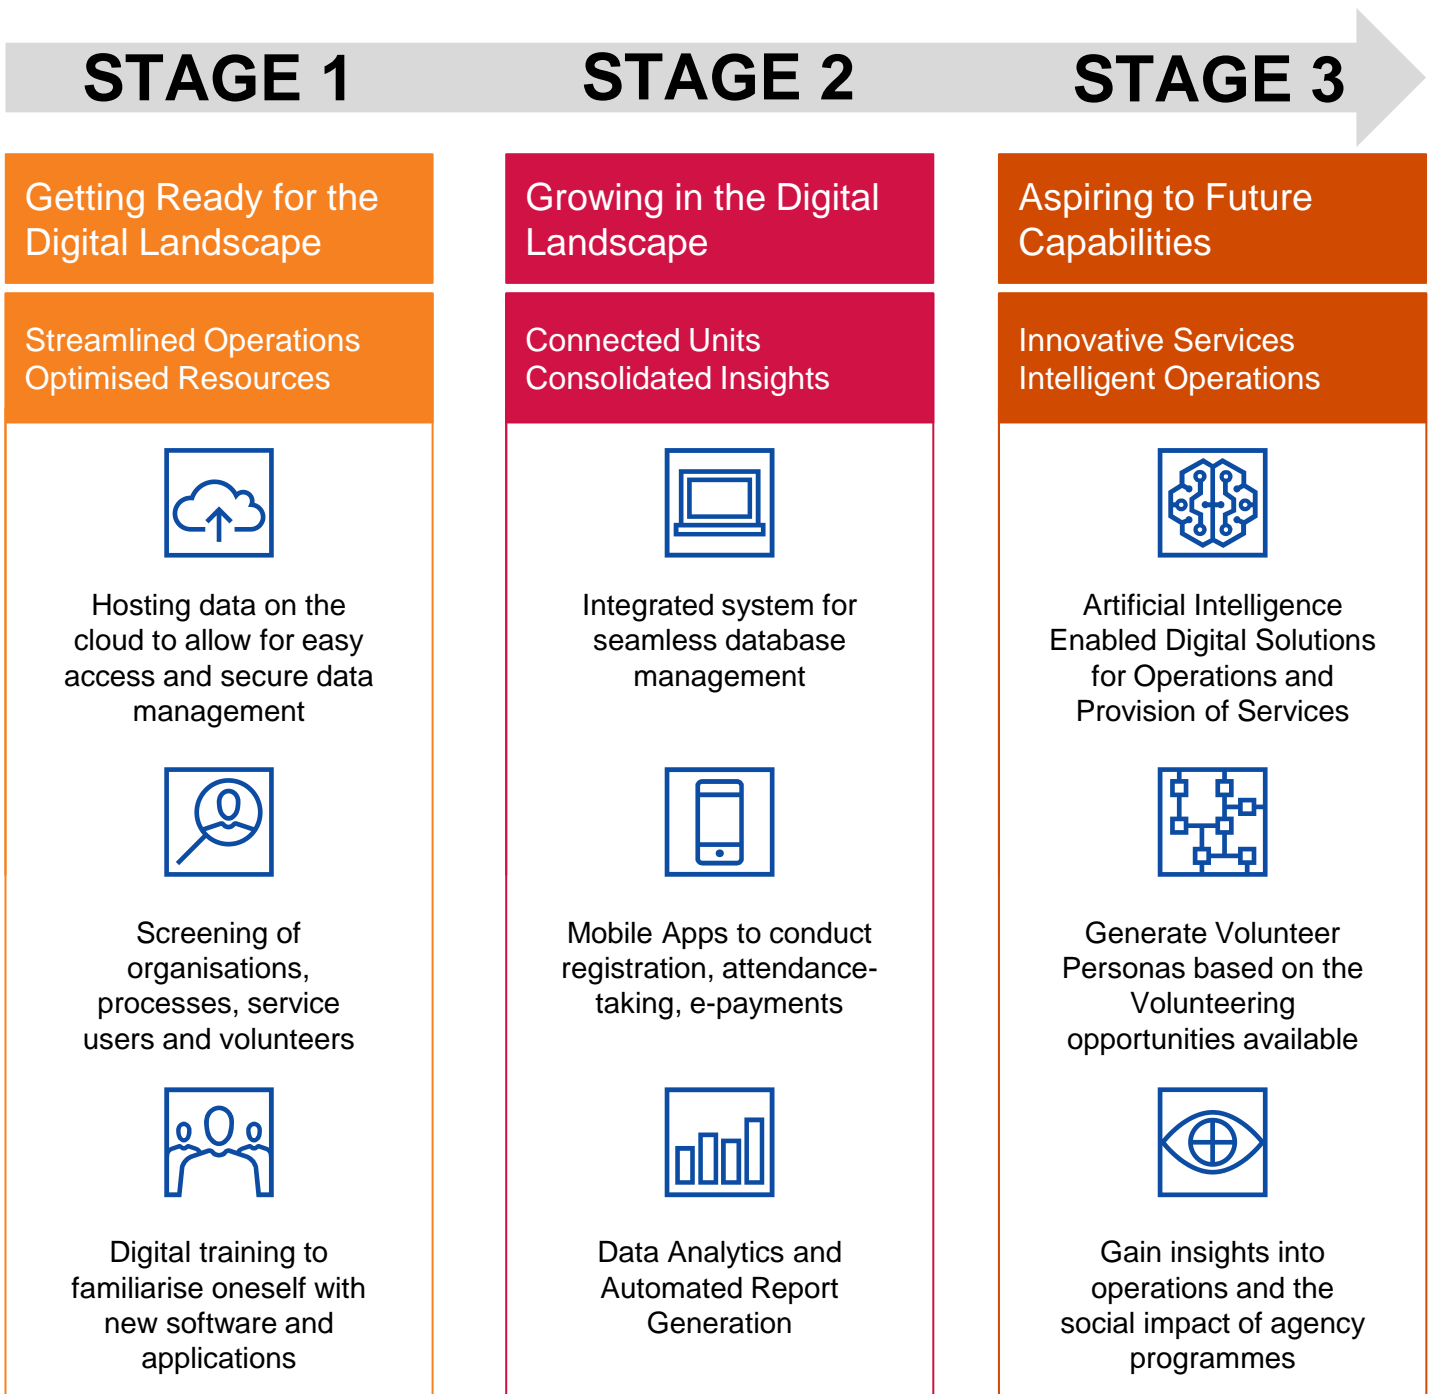 STAGE 1
STAGE 2
STAGE 3
Getting Ready for the
Digital Landscape
Streamlined Operations
Optimised Resources
Hosting data on the
cloud to allow for easy
access and secure data
management
Screening of
organisations,
processes, service
users and volunteers
Digital training to
familiarise oneself with
new software and
applications
Growing in the Digital
Landscape
Connected Units
Consolidated Insights
Integrated system for
seamless database
management
Mobile Apps to conduct
registration, attendance-
taking, e-payments
Data Analytics and
Automated Report
Generation
Aspiring to Future
Capabilities
Innovative Services
Intelligent Operations
Artificial Intelligence
Enabled Digital Solutions
for Operations and
Provision of Services
Generate Volunteer
Personas based on the
Volunteering
opportunities available
Gain insights into
operations and the
social impact of agency
programmes